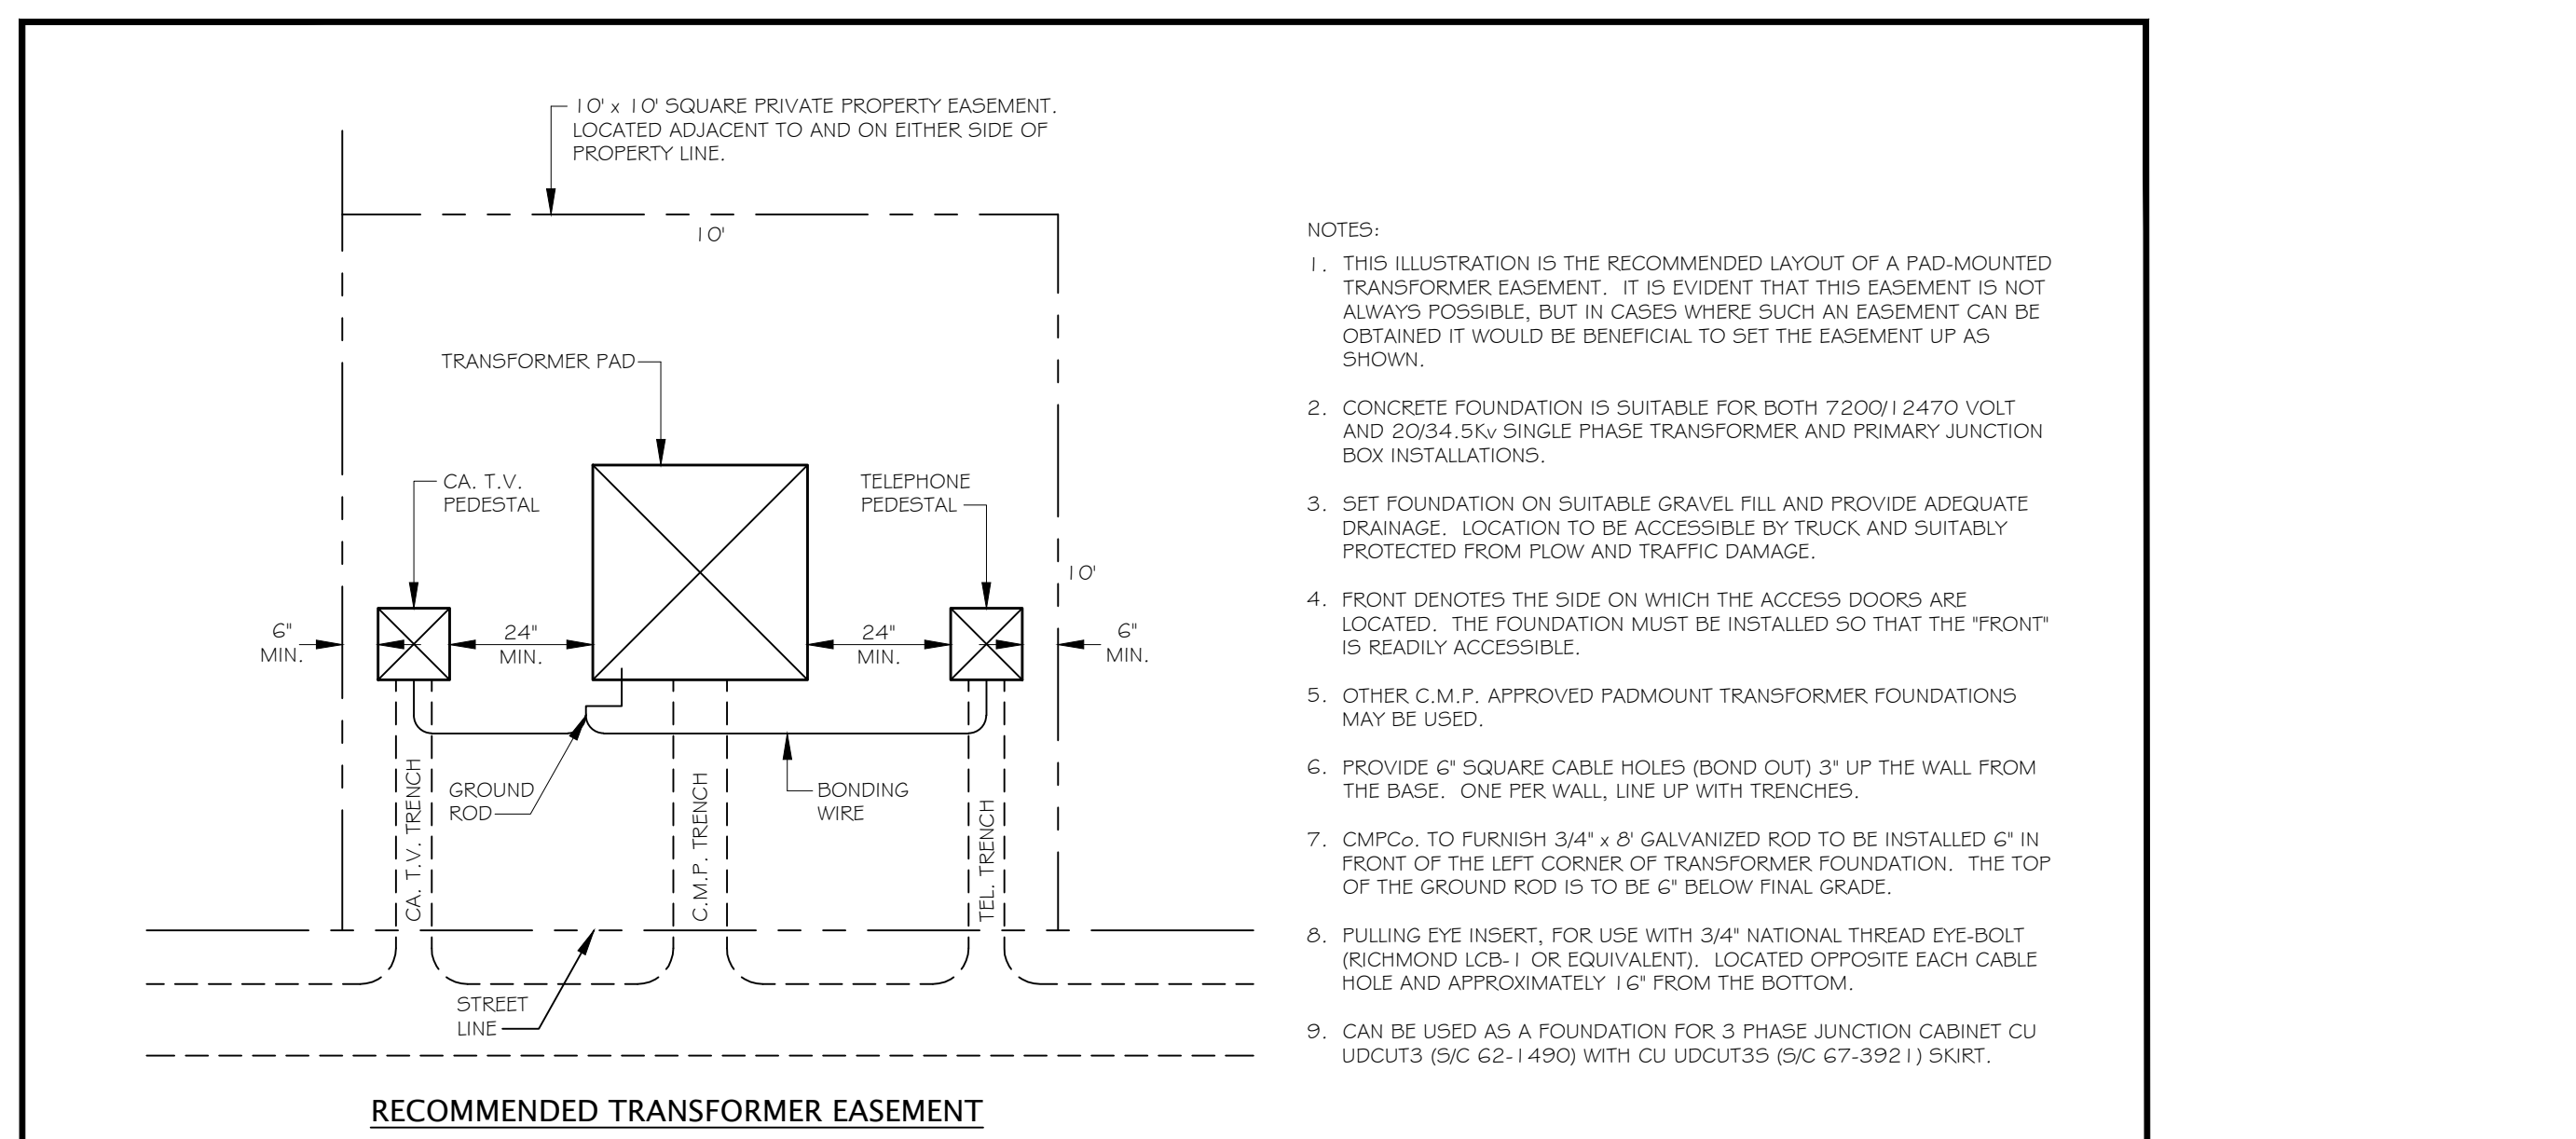 10' x 10' SQUARE PRIVATE PROPERTY EASEMENT.
LOCATED ADJACENT TO AND ON EITHER SIDE OF
PROPERTY LINE.
10'
TRANSFORMER PAD
CA. T.V.
PEDESTAL
TELEPHONE
PEDESTAL
10'
6"
MIN.
24"
MIN.
24"
MIN.
6"
MIN.
GROUND
ROD
BONDING
WIRE
CA. T.V. TRENCH
C.M.P. TRENCH
TEL. TRENCH
STREET
LINE
RECOMMENDED TRANSFORMER EASEMENT
NOTES:
1. THIS ILLUSTRATION IS THE RECOMMENDED LAYOUT OF A PAD-MOUNTED
TRANSFORMER EASEMENT. IT IS EVIDENT THAT THIS EASEMENT IS NOT
ALWAYS POSSIBLE, BUT IN CASES WHERE SUCH AN EASEMENT CAN BE
OBTAINED IT WOULD BE BENEFICIAL TO SET THE EASEMENT UP AS
SHOWN.
2. CONCRETE FOUNDATION IS SUITABLE FOR BOTH 7200/12470 VOLT
AND 20/34.5Kv SINGLE PHASE TRANSFORMER AND PRIMARY JUNCTION
BOX INSTALLATIONS.
3. SET FOUNDATION ON SUITABLE GRAVEL FILL AND PROVIDE ADEQUATE
DRAINAGE. LOCATION TO BE ACCESSIBLE BY TRUCK AND SUITABLY
PROTECTED FROM PLOW AND TRAFFIC DAMAGE.
4. FRONT DENOTES THE SIDE ON WHICH THE ACCESS DOORS ARE
LOCATED. THE FOUNDATION MUST BE INSTALLED SO THAT THE "FRONT"
IS READILY ACCESSIBLE.
5. OTHER C.M.P. APPROVED PADMOUNT TRANSFORMER FOUNDATIONS
MAY BE USED.
6. PROVIDE 6" SQUARE CABLE HOLES (BOND OUT) 3" UP THE WALL FROM
THE BASE. ONE PER WALL, LINE UP WITH TRENCHES.
7. CMPCo. TO FURNISH 3/4" x 8' GALVANIZED ROD TO BE INSTALLED 6" IN
FRONT OF THE LEFT CORNER OF TRANSFORMER FOUNDATION. THE TOP
OF THE GROUND ROD IS TO BE 6" BELOW FINAL GRADE.
8. PULLING EYE INSERT, FOR USE WITH 3/4" NATIONAL THREAD EYE-BOLT
(RICHMOND LCB-1 OR EQUIVALENT). LOCATED OPPOSITE EACH CABLE
HOLE AND APPROXIMATELY 16" FROM THE BOTTOM.
9. CAN BE USED AS A FOUNDATION FOR 3 PHASE JUNCTION CABINET CU
UDCUT3 (S/C 62-1490) WITH CU UDCUT3S (S/C 67-3921) SKIRT.